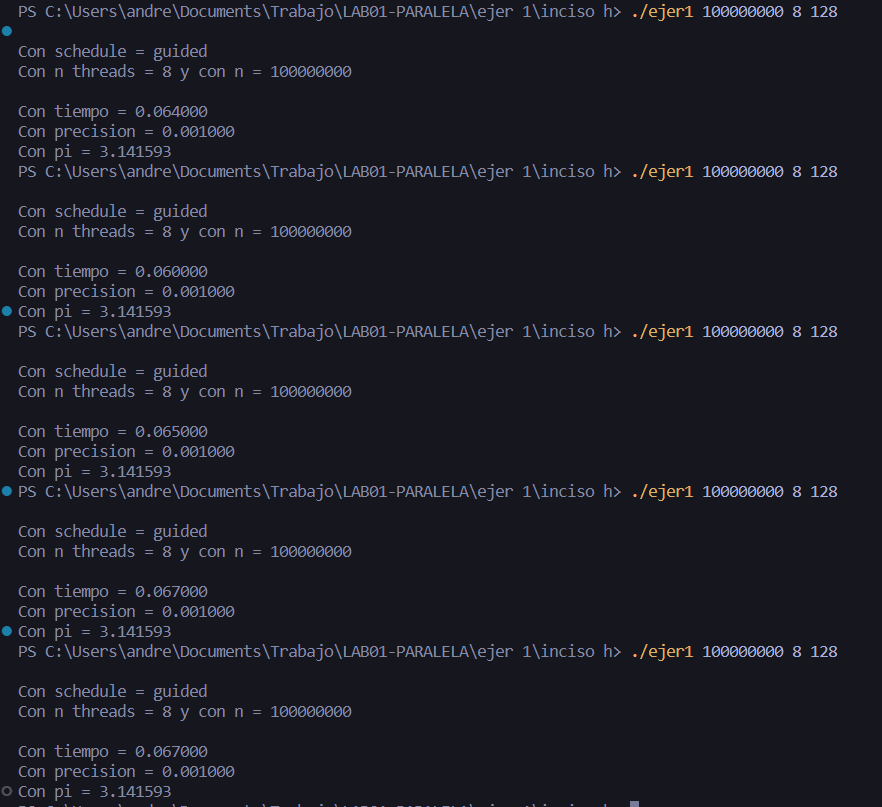 PS C:\Users\andre\Documents\Trabajo\LAB01-PARALELA\ejer 1\inciso h> ./ejer1 100000000 8 128
Con schedule = guided
Con n threads = 8 y con n = 100000000
Con tiempo = 0.064000
Con precision = 0.001000
Con pi = 3.141593
PS C:\Users\andre\Documents\Trabajo\LAB01-PARALELA\ejer 1\inciso h> ./ejer1 100000000 8 128
Con schedule = guided
Con n threads = 8 y con n = 100000000
Con tiempo = 0.060000
Con precision = 0.001000
Con pi = 3.141593
PS C:\Users\andre\Documents\Trabajo\LAB01-PARALELA\ejer 1\inciso h> ./ejer1 100000000 8 128
Con schedule = guided
Con n threads = 8 y con n = 100000000
Con tiempo = 0.065000
Con precision = 0.001000
Con pi = 3.141593
PS C:\Users\andre\Documents\Trabajo\LAB01-PARALELA\ejer 1\inciso h> ./ejer1 100000000 8 128
Con schedule = guided
Con n threads = 8 y con n = 100000000
Con tiempo = 0.067000
Con precision = 0.001000
Con pi = 3.141593
PS C:\Users\andre\Documents\Trabajo\LAB01-PARALELA\ejer 1\inciso h> ./ejer1 100000000 8 128
Con schedule = guided
Con n threads = 8 y con n = 100000000
Con tiempo = 0.067000
Con precision = 0.001000
Con pi = 3.141593